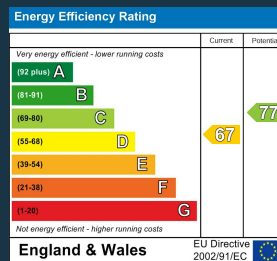 Energy Efficiency Rating
Current Potentia
Very energy efficient - lower running costs
(92 plus) A
(81-91) B
(69-80) C
77
(55-68) D
67
(39-54) E
(21-38) F
(1-20) G
Not energy efficient - higher running costs
England & Wales
EU Directive
2002/91/EC